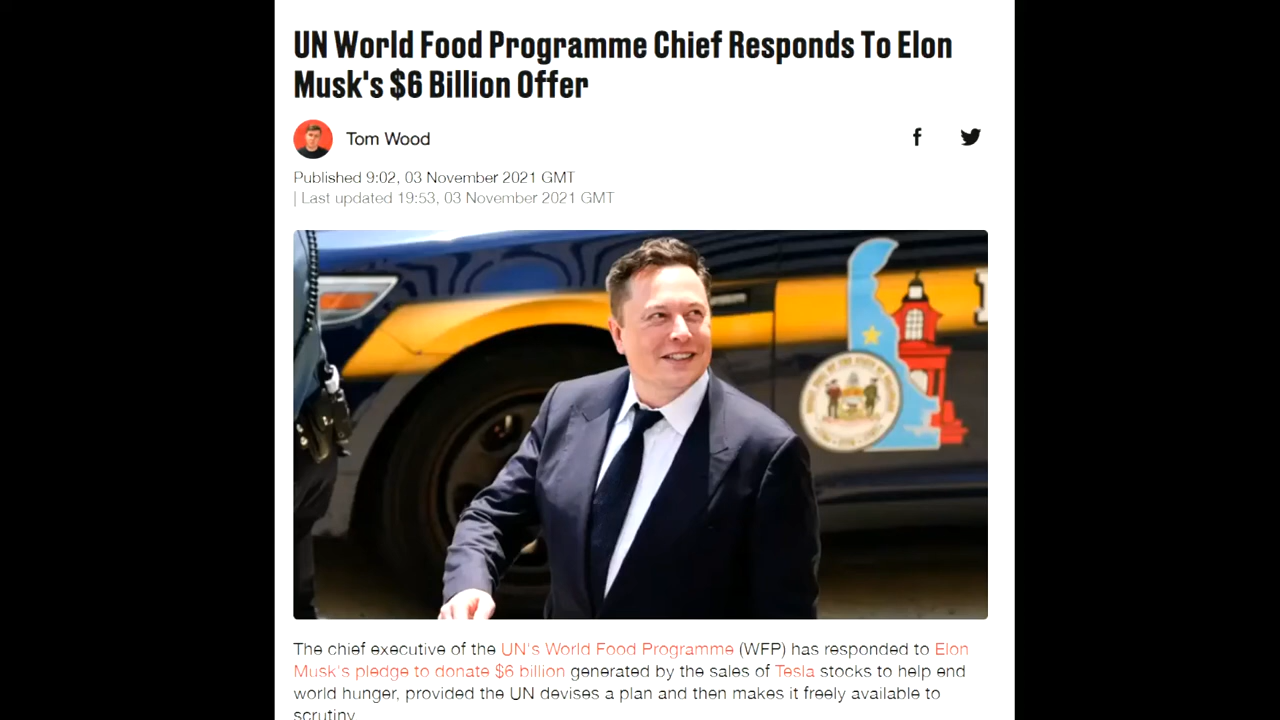 UN World Food Programme Chief Responds To Elon
Musk's $6 Billion Offer
Tom Wood
Published 9:02, 03 November 2021 GMT
| Last updated 19:53, 03 November 2021 GMT
The chief executive of the UN's World Food Programme (WFP) has responded to Elon
Musk's pledge to donate $6 billion generated by the sales of Tesla stocks to help end
world hunger, provided the UN devises a plan and then makes it freely available to
scrutiny